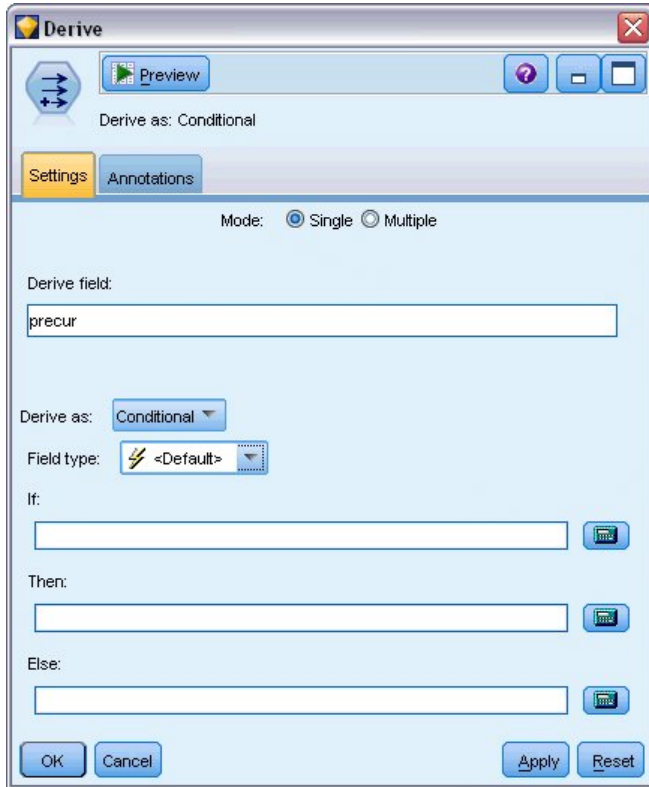 Derive
Preview
?
Derive as: Conditional
Settings Annotations
Mode: Single Multiple
Derive field:
precur
Derive as: Conditional
Field type: <Default>
If:
Then:
Else:
OK Cancel Apply Reset